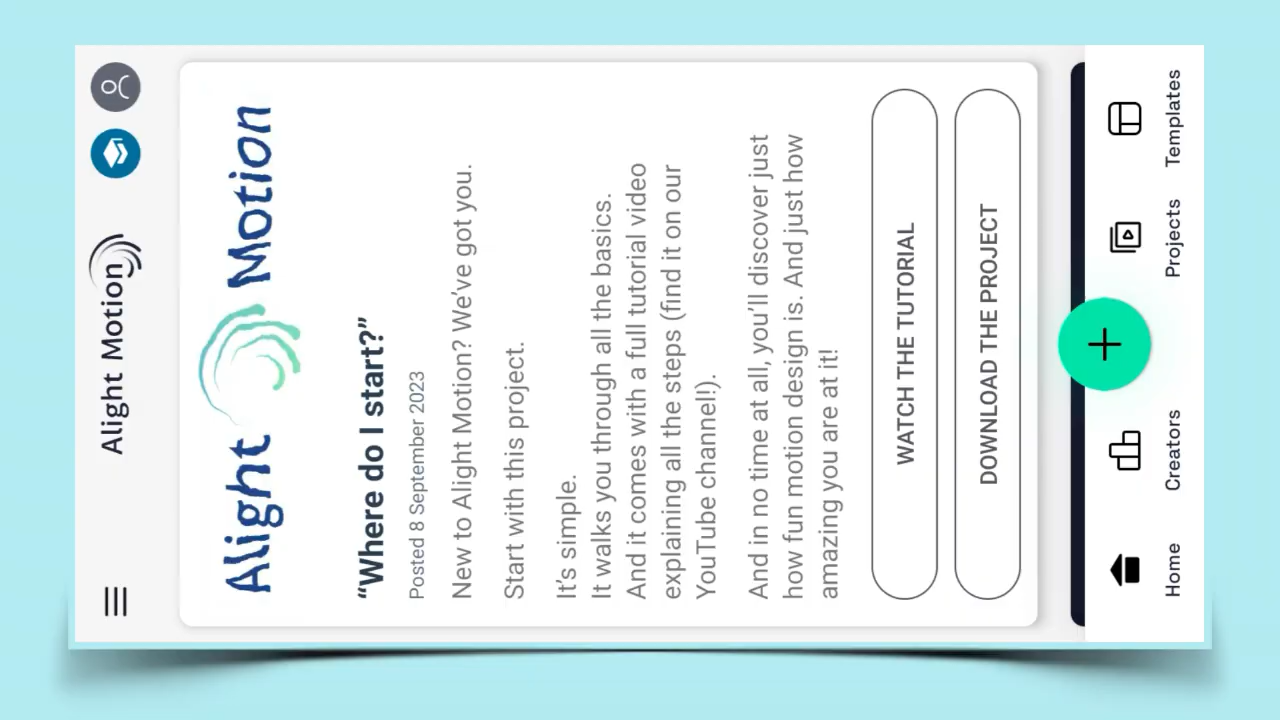 Alight Motion
Alight Motion
“Where do I start?”
Posted 8 September 2023
New to Alight Motion? We’ve got you.
Start with this project.
It’s simple.
It walks you through all the basics.
And it comes with a full tutorial video
explaining all the steps (find it on our
YouTube channel!).
And in no time at all, you’ll discover just
how fun motion design is. And just how
amazing you are at it!
WATCH THE TUTORIAL
DOWNLOAD THE PROJECT
Home
Creators
Projects
Templates